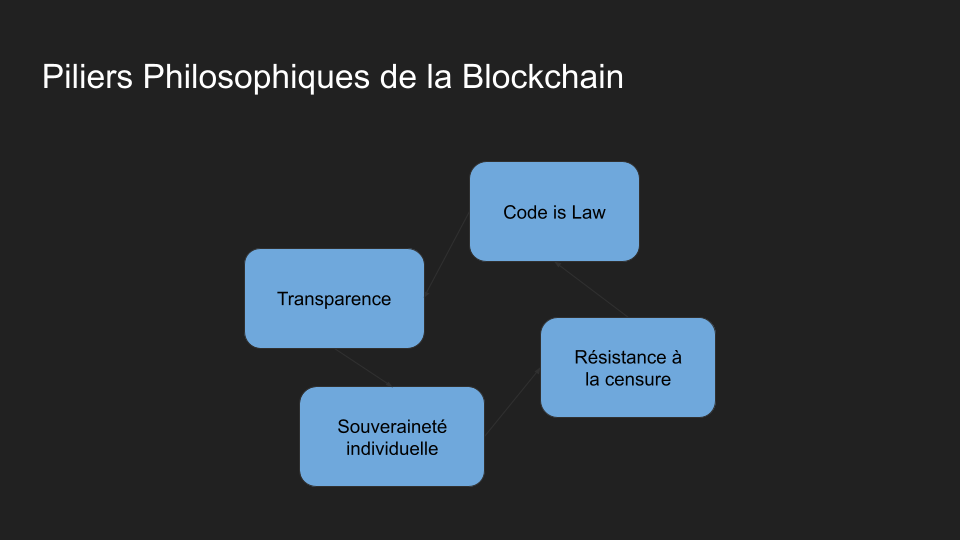 Piliers Philosophiques de la Blockchain
Code is Law
Transparence
Résistance à
la censure
Souveraineté
individuelle